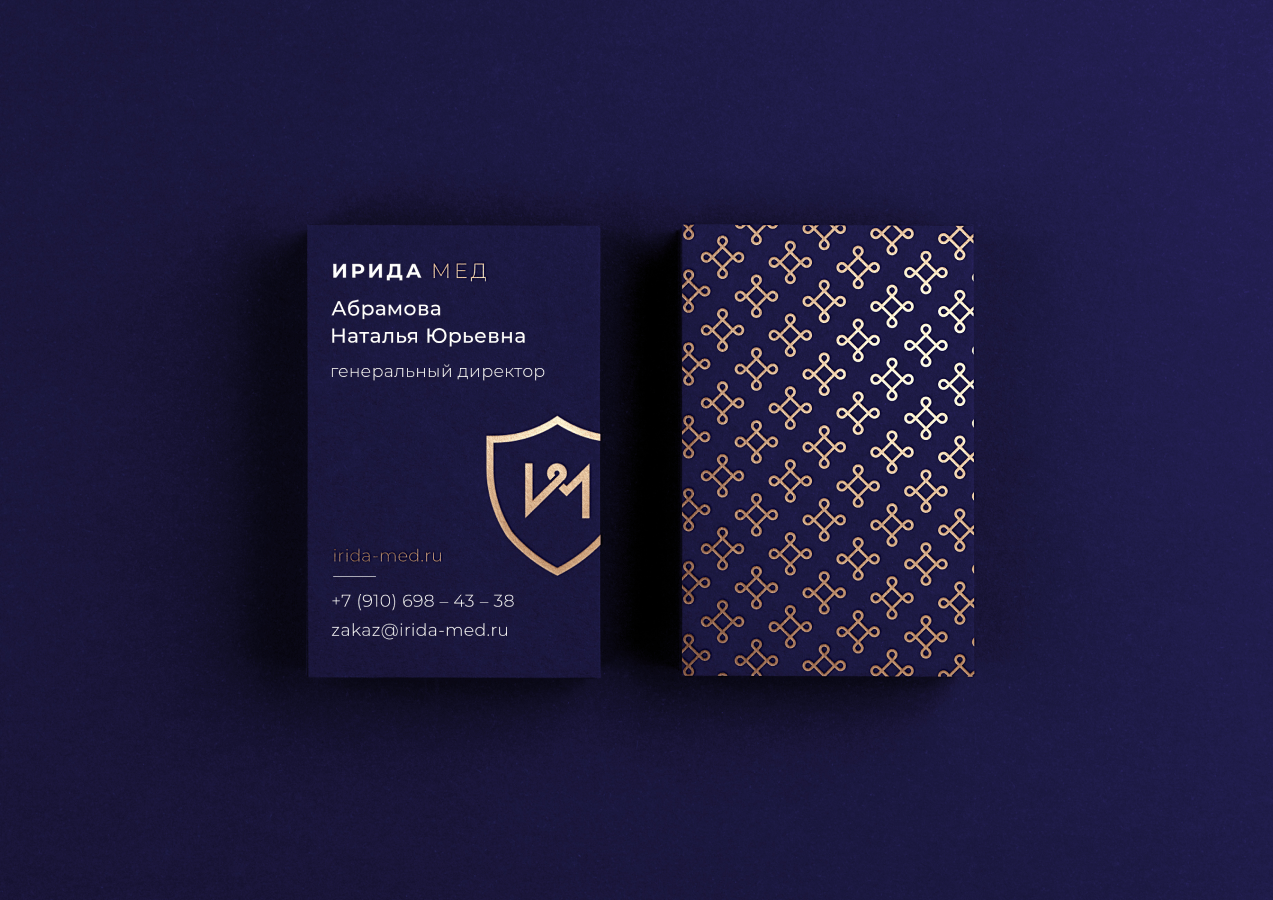 ИРИДА МЕД
Абрамова
Наталья Юрьевна
генеральный директор
irida-med.ru
+7 (910) 698 – 43 – 38
zakaz@irida-med.ru